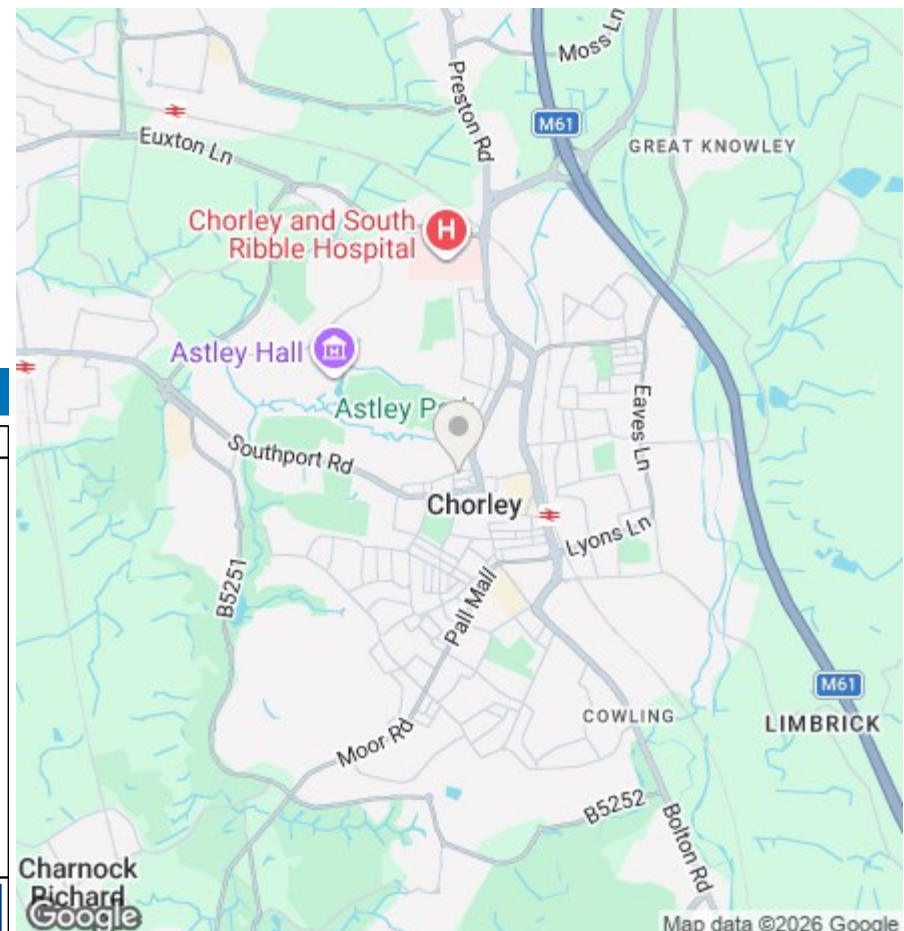 Moss Ln
Preston Rd
M61
Euxton Ln
GREAT KNOWLEY
Chorley and South
Ribble Hospital
H
Astley Hall
Astley Park
Eaves Ln
Southport Rd
Chorley
Lyons Ln
B5251
Pall Mall
M61
COWLING
LIMBRICK
Moor Rd
B5252
Bolton Rd
Charnock
Richard
Google
Map data ©2026 Google